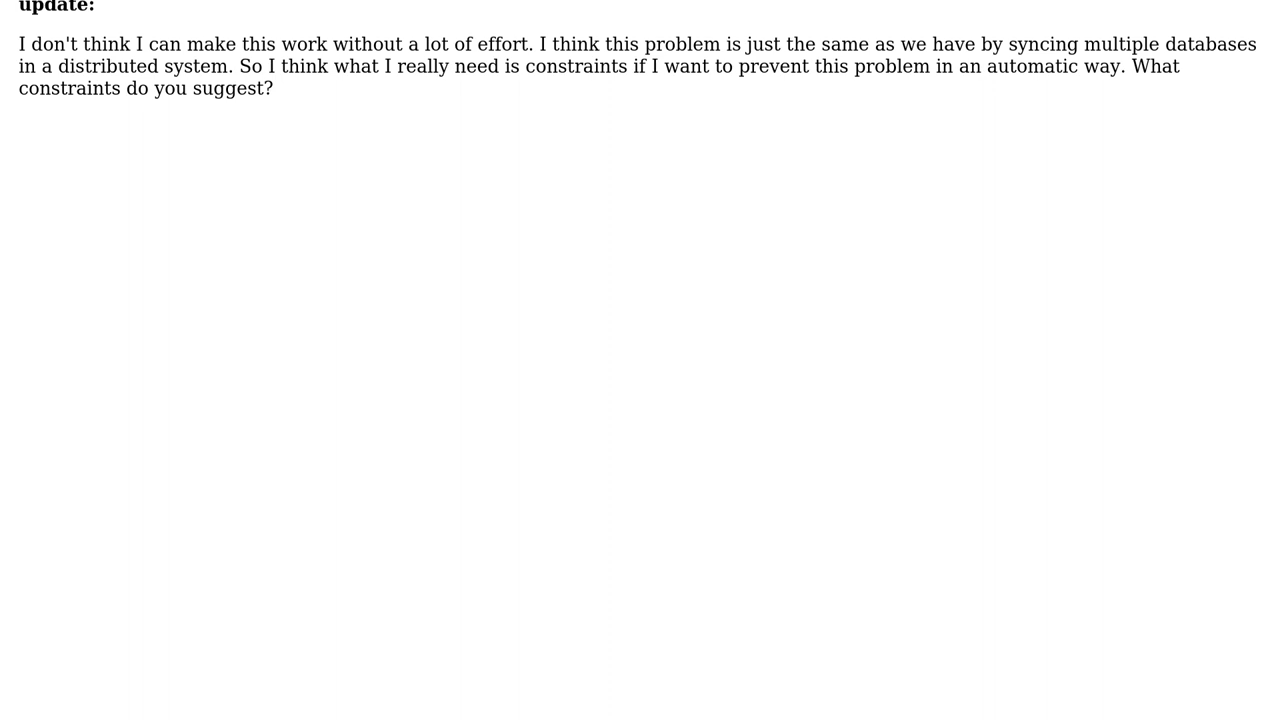 update:
I don't think I can make this work without a lot of effort. I think this problem is just the same as we have by syncing multiple databases
in a distributed system. So I think what I really need is constraints if I want to prevent this problem in an automatic way. What
constraints do you suggest?